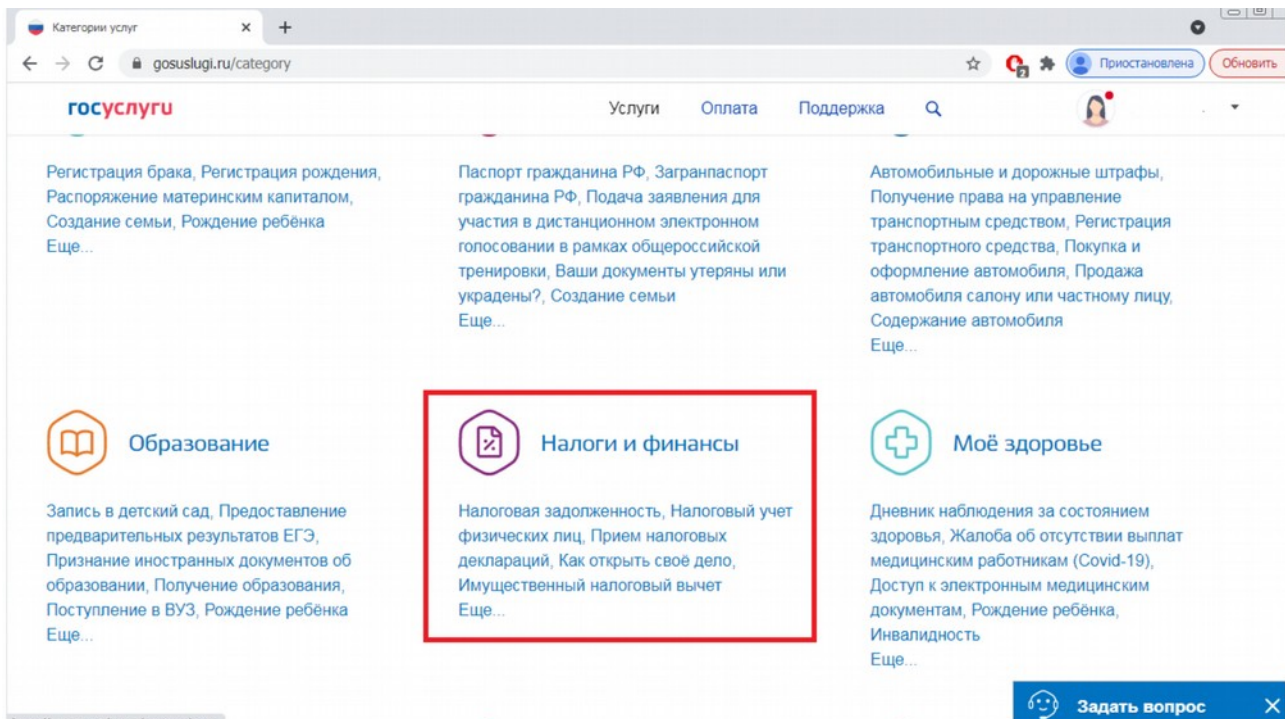 Категории услуг
gosuslugi.ru/category
2
Приостановлена
Обновить
госуслуги
Услуги
Оплата
Поддержка
Регистрация брака, Регистрация рождения,
Распоряжение материнским капиталом,
Создание семьи, Рождение ребёнка
Еще...
Паспорт гражданина РФ, Загранпаспорт
гражданина РФ, Подача заявления для
участия в дистанционном электронном
голосовании в рамках общероссийской
тренировки, Ваши документы утеряны или
украдены?, Создание семьи
Еще...
Автомобильные и дорожные штрафы,
Получение права на управление
транспортным средством, Регистрация
транспортного средства, Покупка и
оформление автомобиля, Продажа
автомобиля салону или частному лицу,
Содержание автомобиля
Еще...
Образование
Запись в детский сад, Предоставление
предварительных результатов ЕГЭ,
Признание иностранных документов об
образовании, Получение образования,
Поступление в ВУЗ, Рождение ребёнка
Еще...
Налоги и финансы
Налоговая задолженность, Налоговый учет
физических лиц, Прием налоговых
деклараций, Как открыть своё дело,
Имущественный налоговый вычет
Еще...
Моё здоровье
Дневник наблюдения за состоянием
здоровья, Жалоба об отсутствии выплат
медицинским работникам (Covid-19),
Доступ к электронным медицинским
документам, Рождение ребёнка,
Инвалидность
Еще...
Задать вопрос